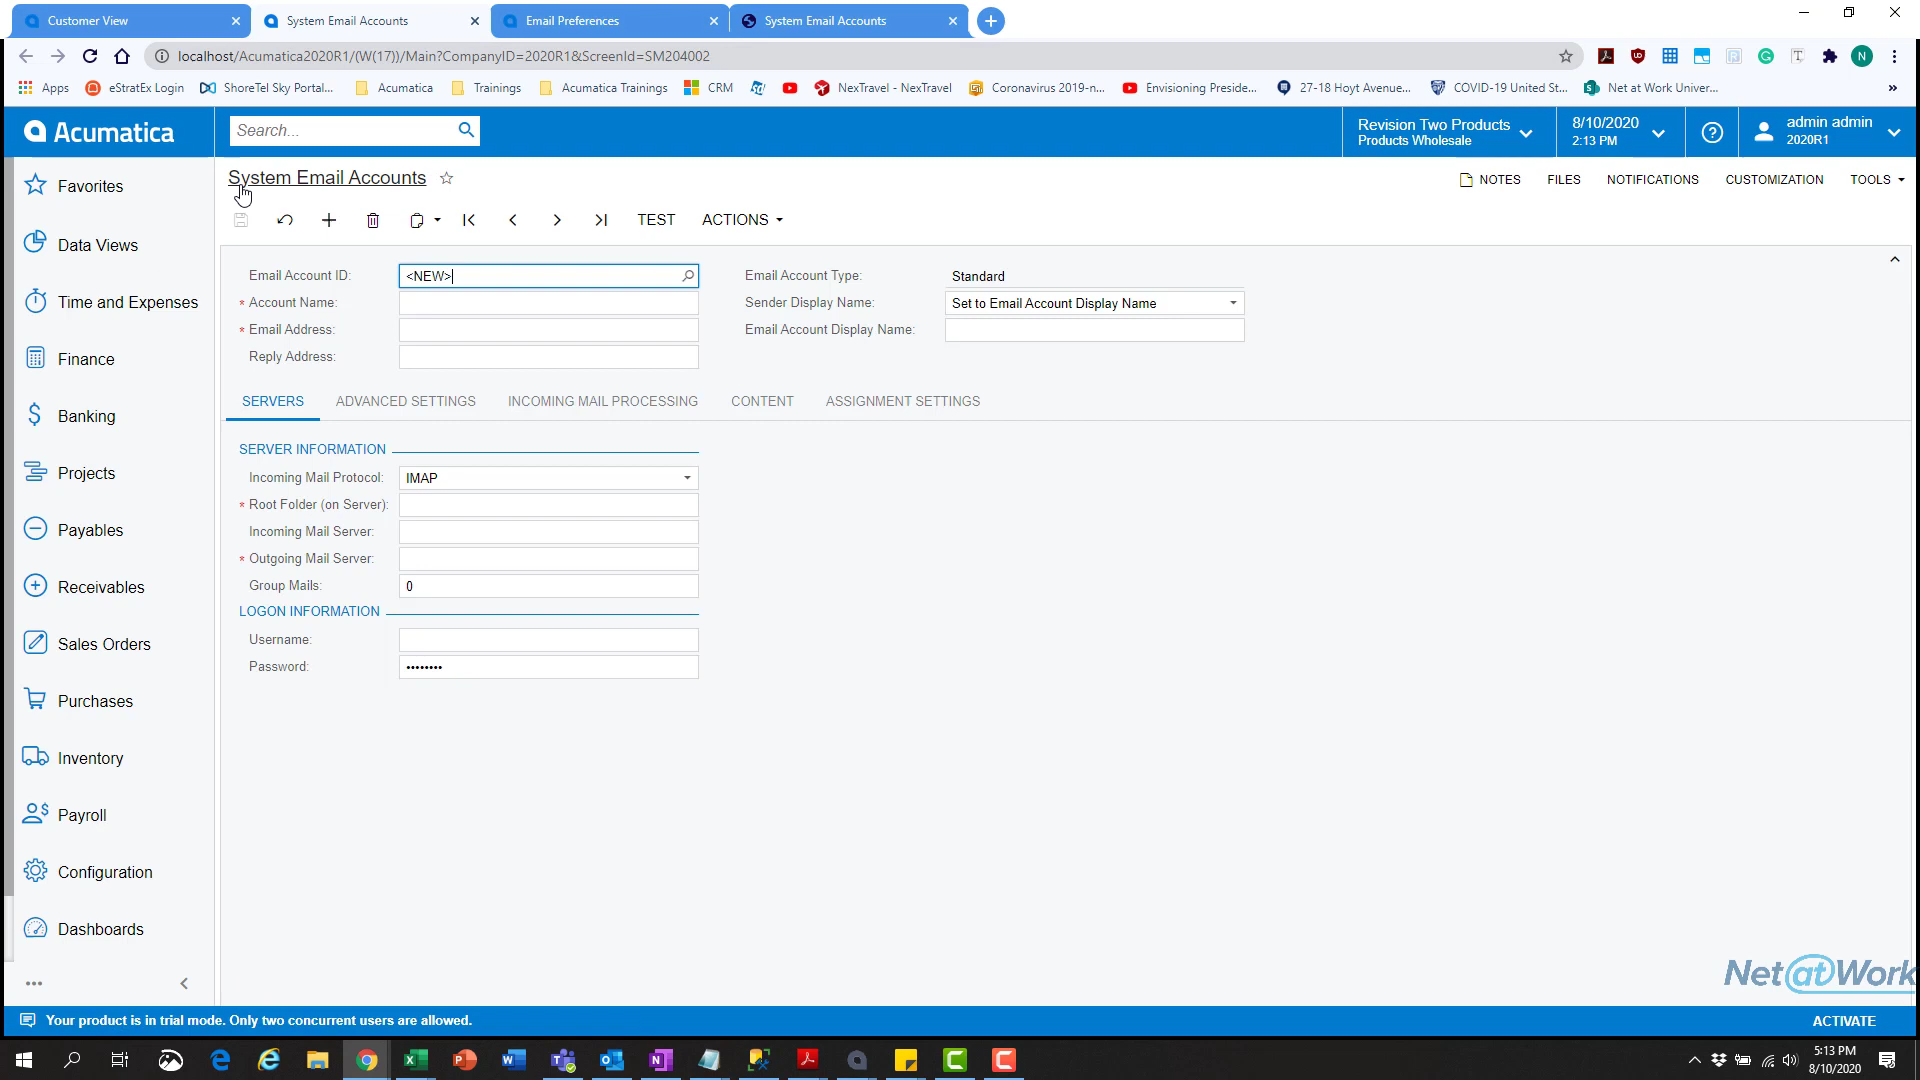 Customer View
System Email Accounts
Email Preferences
System Email Accounts
localhost/Acumatica2020R1/(W(17))/Main?CompanyID=2020R1&ScreenId=SM204002
N
Apps
eStratEx Login
ShoreTel Sky Portal...
Acumatica
Trainings
Acumatica Trainings
CRM
NexTravel - NexTravel
Coronavirus 2019-n...
Envisioning Preside...
27-18 Hoyt Avenue...
COVID-19 United St...
Net at Work Univer...
Acumatica
Search...
Revision Two Products
Products Wholesale
8/10/2020
2:13 PM
admin admin
2020R1
System Email Accounts
NOTES
FILES
NOTIFICATIONS
CUSTOMIZATION
TOOLS
TEST
ACTIONS
Favorites
Data Views
Time and Expenses
Finance
Banking
Projects
Payables
Receivables
Sales Orders
Purchases
Inventory
Payroll
Configuration
Dashboards
Email Account ID: <NEW>
* Account Name:
* Email Address:
Reply Address:
Email Account Type: Standard
Sender Display Name: Set to Email Account Display Name
Email Account Display Name:
SERVERS
ADVANCED SETTINGS
INCOMING MAIL PROCESSING
CONTENT
ASSIGNMENT SETTINGS
SERVER INFORMATION
Incoming Mail Protocol: IMAP
* Root Folder (on Server):
Incoming Mail Server:
* Outgoing Mail Server:
Group Mails: 0
LOGON INFORMATION
Username:
Password: ••••••••
Net at Work
Your product is in trial mode. Only two concurrent users are allowed.
ACTIVATE
5:13 PM
8/10/2020